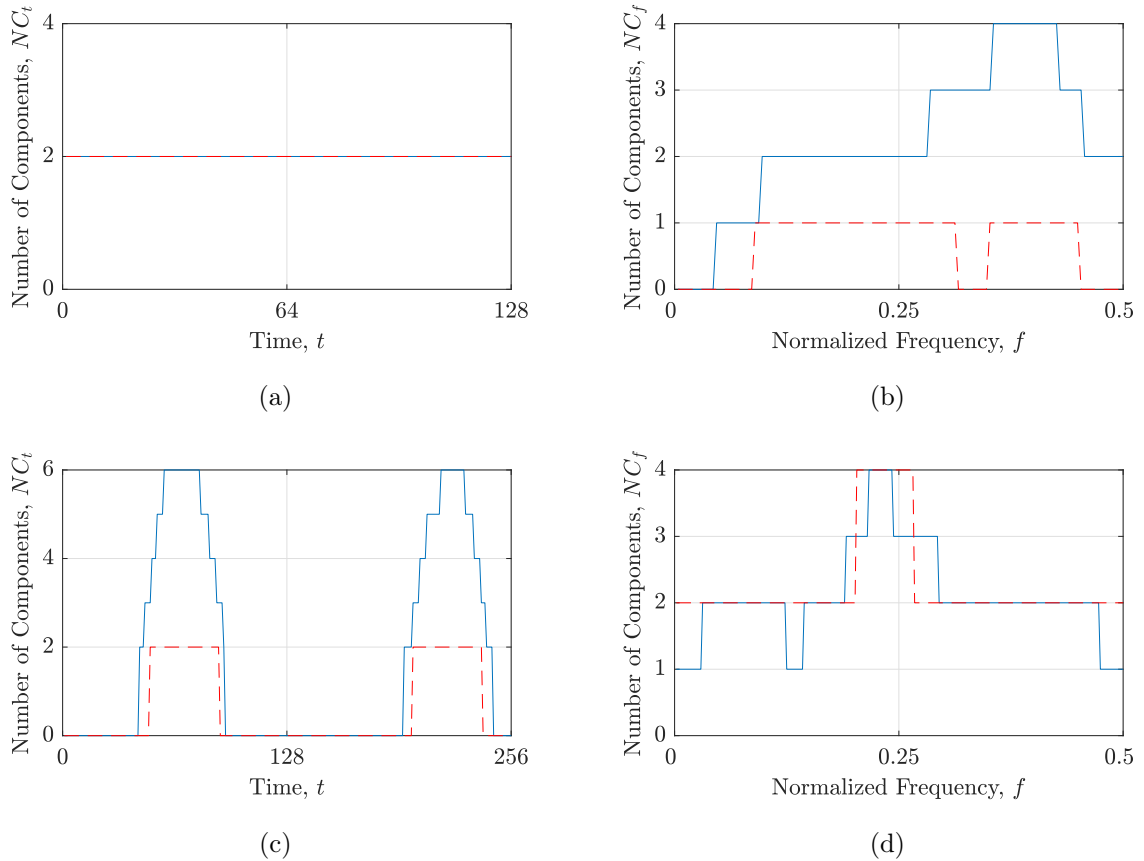 Number of Components, NC_t
4
2
0
0
64
128
Time, t
(a)
Number of Components, NC_f
4
3
2
1
0
0
0.25
0.5
Normalized Frequency, f
(b)
Number of Components, NC_t
6
4
2
0
0
128
256
Time, t
(c)
Number of Components, NC_f
4
3
2
1
0
0
0.25
0.5
Normalized Frequency, f
(d)